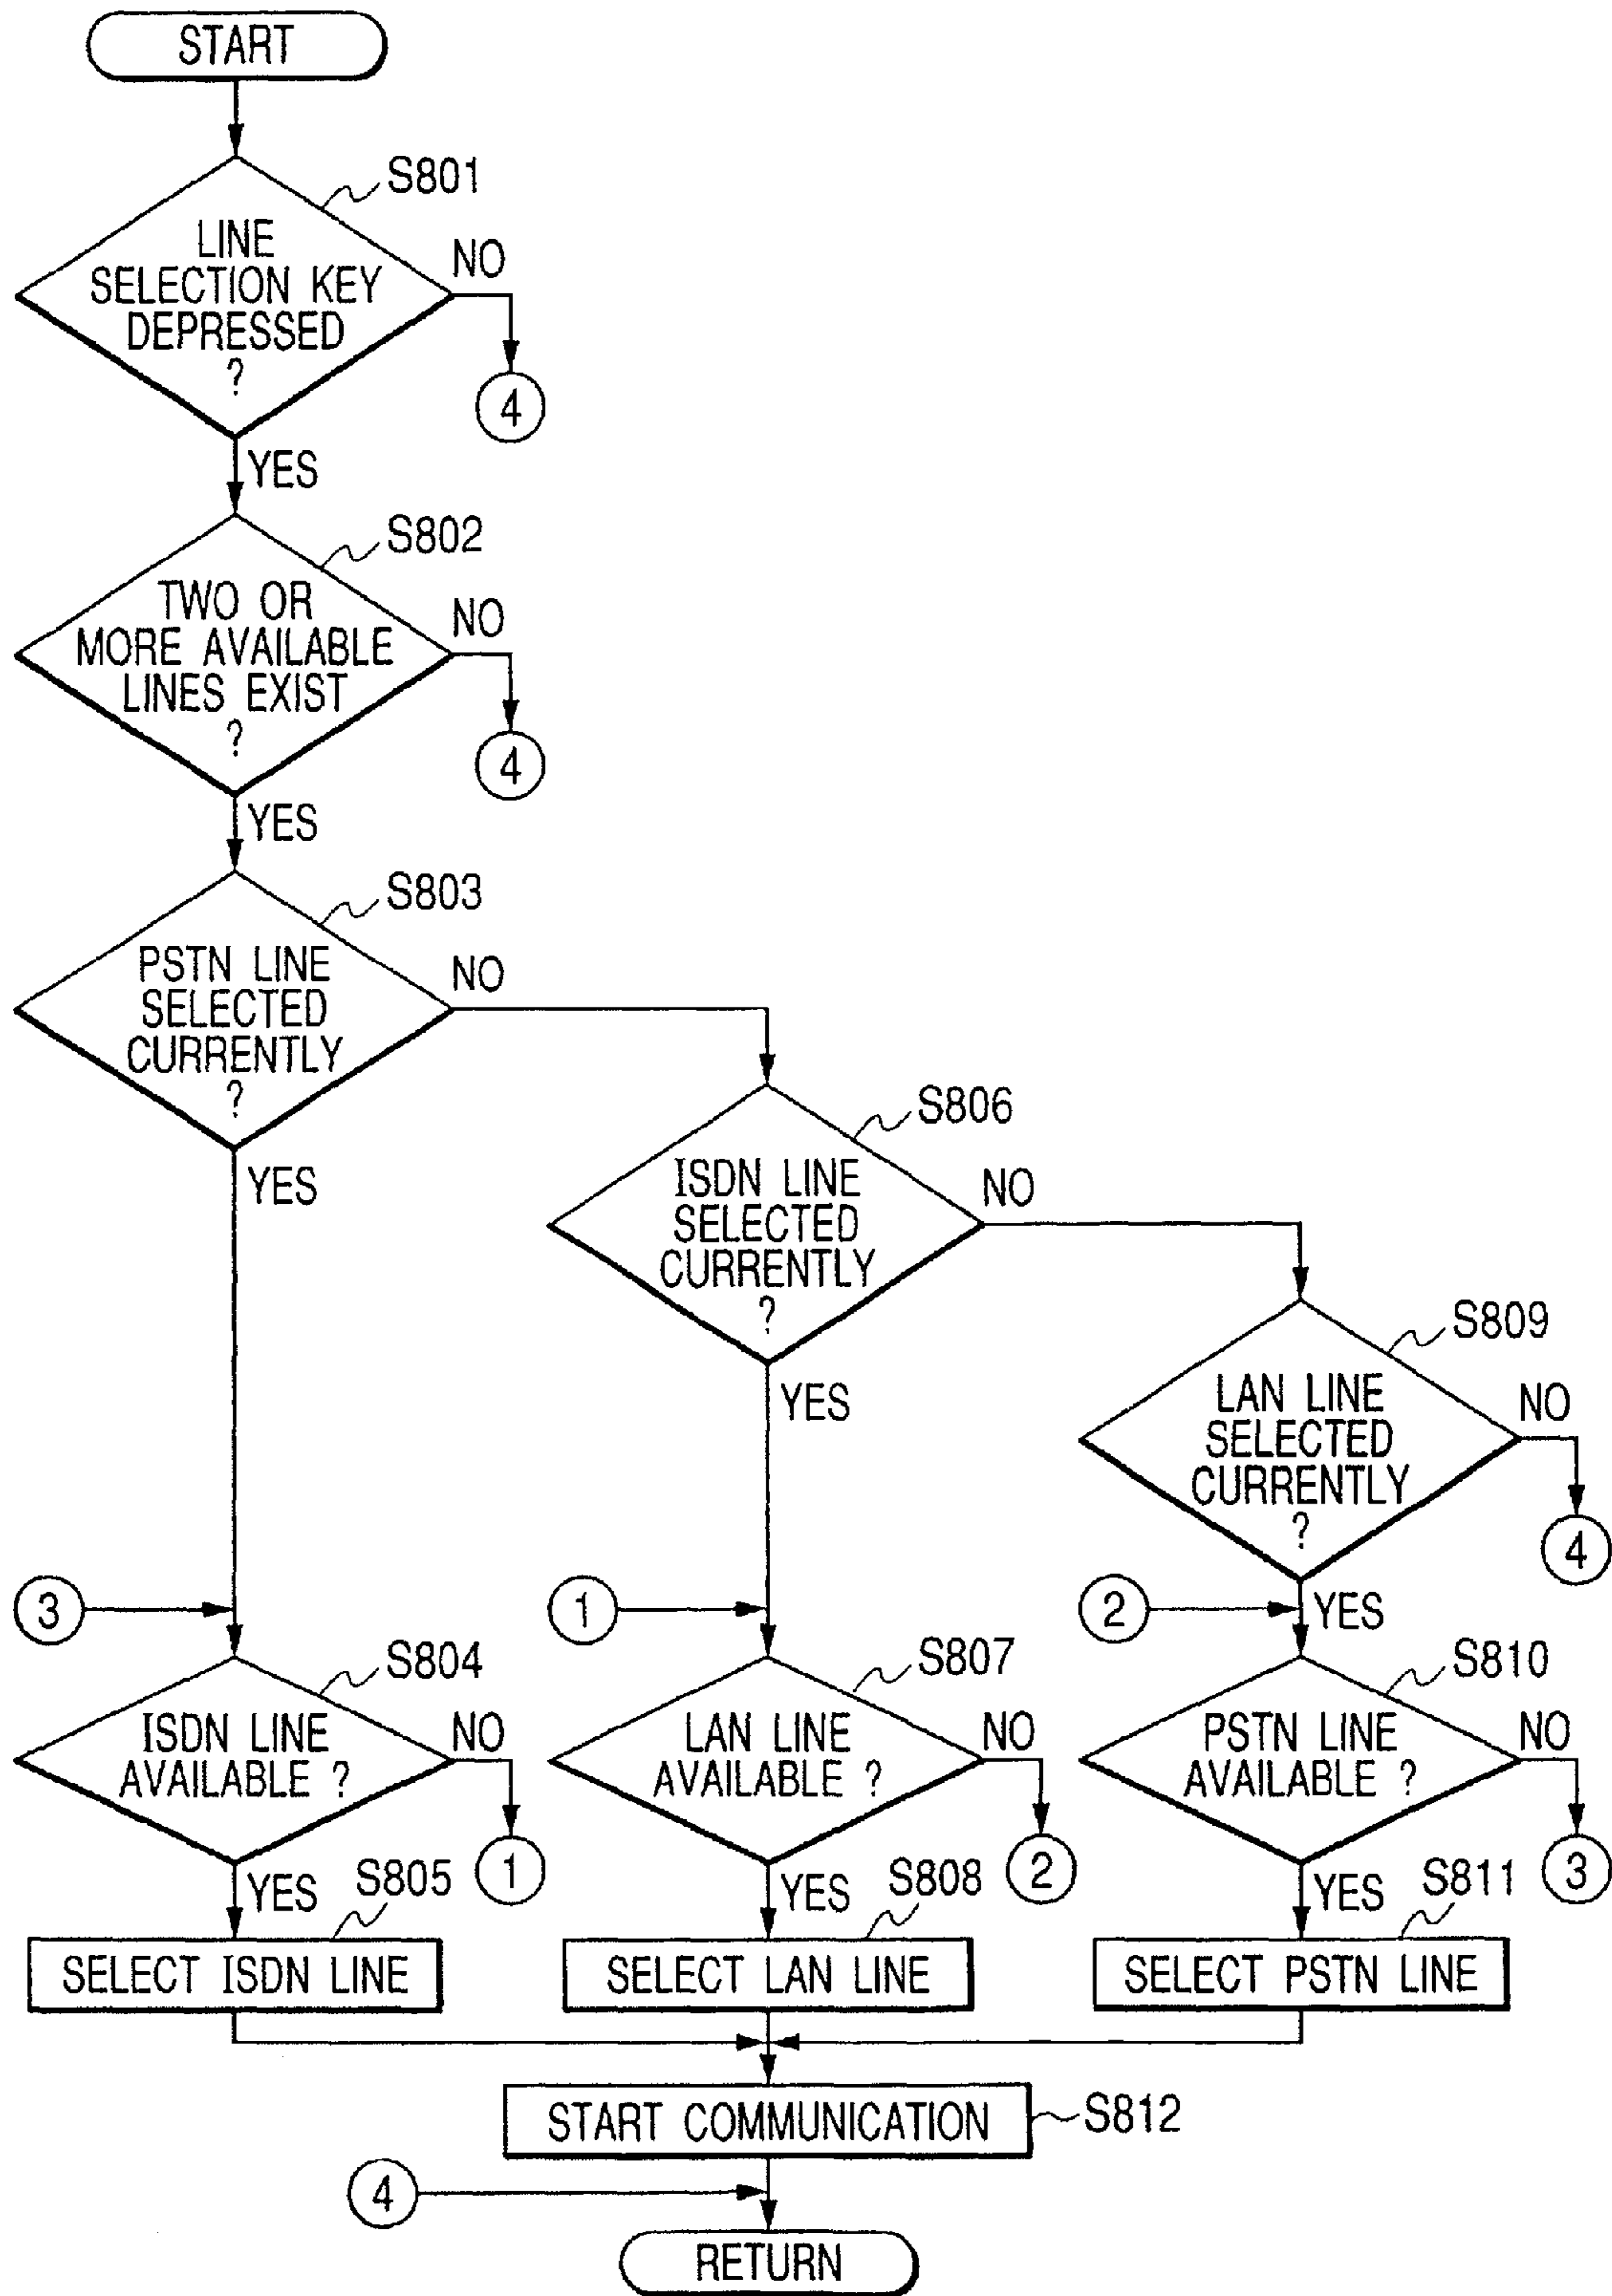 START
S801
LINE
SELECTION KEY
DEPRESSED
?
NO
4
YES
S802
TWO OR
MORE AVAILABLE
LINES EXIST
?
NO
4
YES
S803
PSTN LINE
SELECTED
CURRENTLY
?
NO
YES
S806
ISDN LINE
SELECTED
CURRENTLY
?
NO
YES
S809
LAN LINE
SELECTED
CURRENTLY
?
NO
4
YES
3
S804
ISDN LINE
AVAILABLE ?
NO
1
YES
S805
SELECT ISDN LINE
1
S807
LAN LINE
AVAILABLE ?
NO
2
YES
S808
SELECT LAN LINE
2
S810
PSTN LINE
AVAILABLE ?
NO
3
YES
S811
SELECT PSTN LINE
START COMMUNICATION
S812
4
RETURN